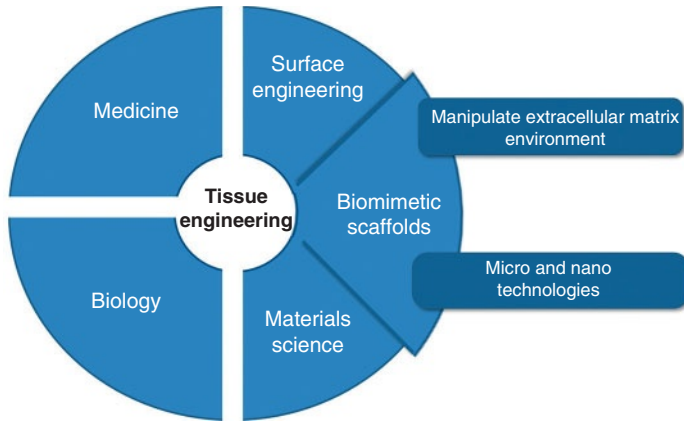 Surface
engineering
Medicine
Manipulate extracellular matrix
environment
Tissue
engineering
Biomimetic
scaffolds
Micro and nano
technologies
Biology
Materials
science